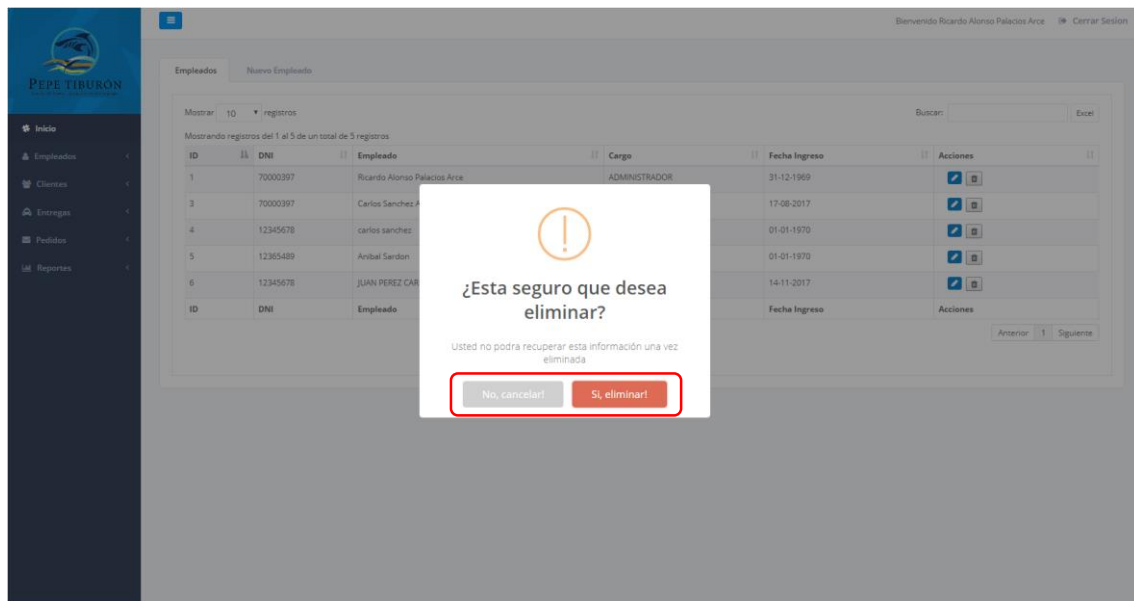 Bienvenido Ricardo Alonso Palacios Arce Cerrar Sesion
PEPE TIBURÓN
Empleados Nuevo Empleado
Mostrar 10 registros Buscar: Excel
Mostrando registros del 1 al 5 de un total de 5 registros
Inicio
Empleados
Clientes
Entregas
Pedidos
Reportes
ID DNI Empleado Cargo Fecha Ingreso Acciones
1 70000397 Ricardo Alonso Palacios Arce ADMINISTRADOR 31-12-1969
3 70000397 Carlos Sanchez A 17-08-2017
4 12345678 carlos sanchez 01-01-1970
5 12365489 Anibal Sardon 01-01-1970
6 12345678 JUAN PEREZ CAR 14-11-2017
ID DNI Empleado Fecha Ingreso Acciones
Anterior 1 Siguiente
¿Esta seguro que desea
eliminar?
Usted no podra recuperar esta información una vez
eliminada
No, cancelar! Si, eliminar!